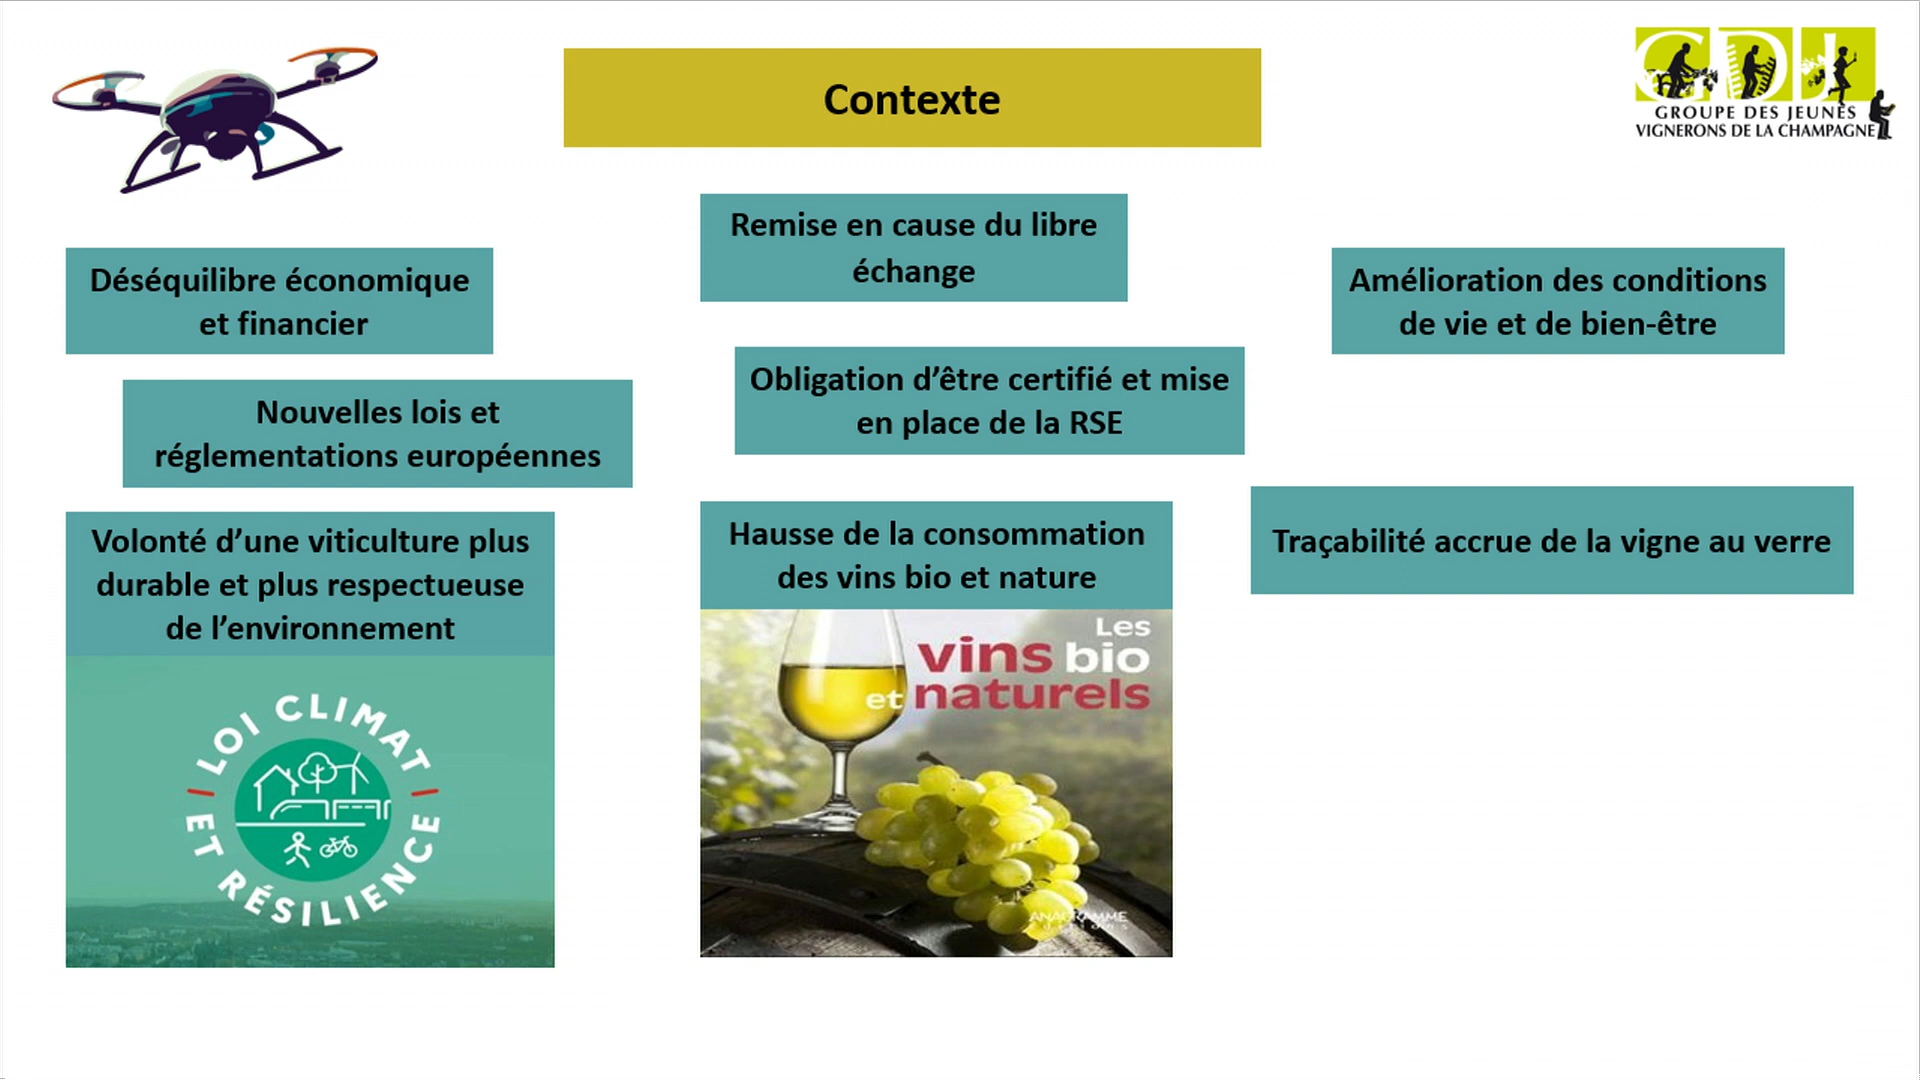 Contexte
GDJ
GROUPE DES JEUNES
VIGNERONS DE LA CHAMPAGNE
Déséquilibre économique
et financier
Nouvelles lois et
réglementations européennes
Volonté d’une viticulture plus
durable et plus respectueuse
de l’environnement
LOI CLIMAT
ET RÉSILIENCE
Remise en cause du libre
échange
Obligation d’être certifié et mise
en place de la RSE
Hausse de la consommation
des vins bio et nature
Les
vins bio
et naturels
ANAGRAMME
Amélioration des conditions
de vie et de bien-être
Traçabilité accrue de la vigne au verre